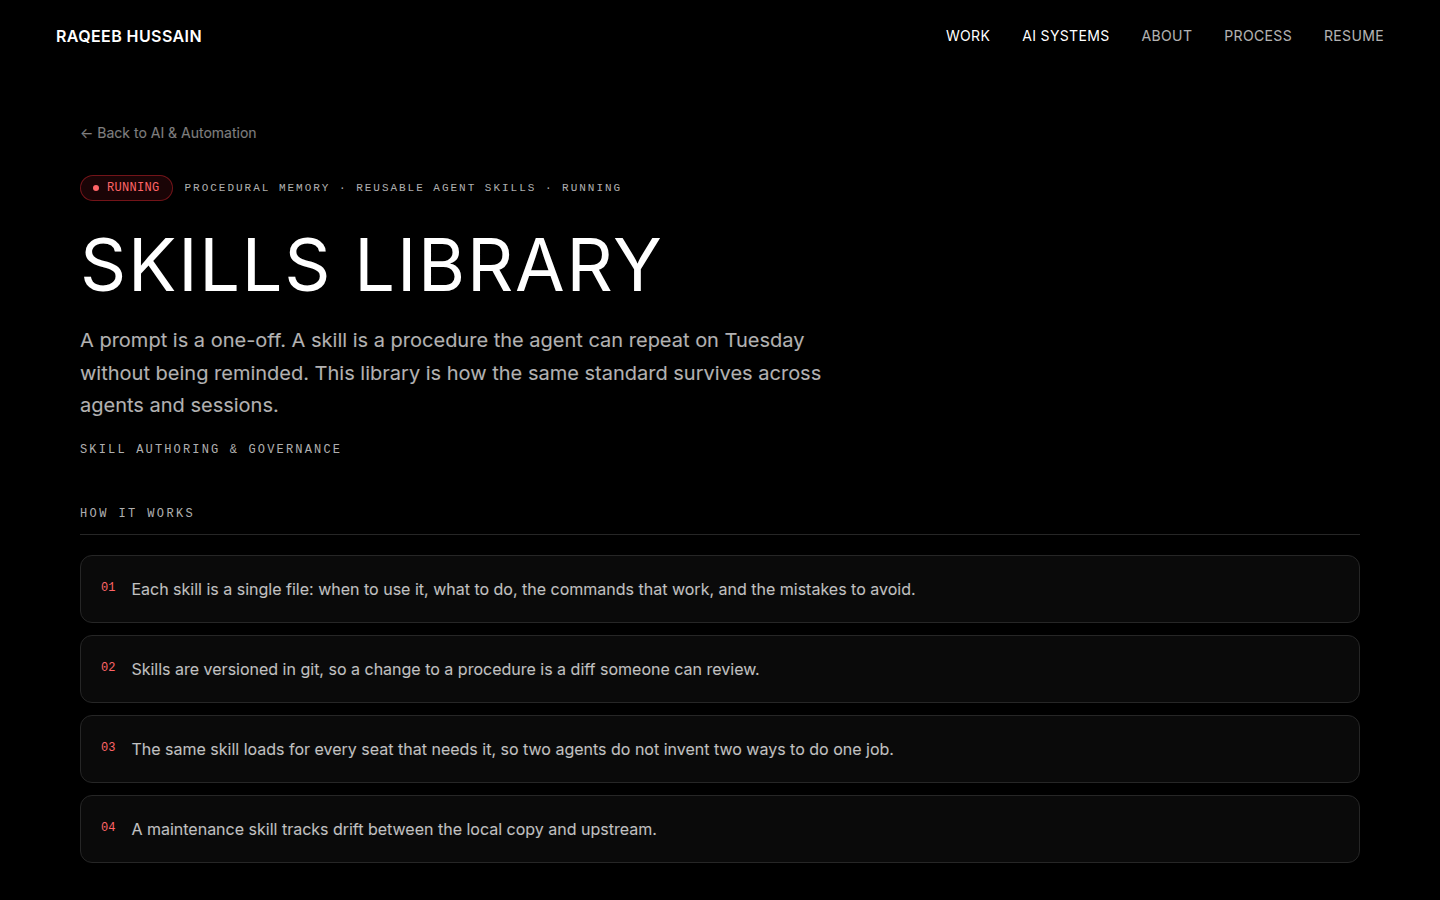 RAQEEB HUSSAIN
WORK AI SYSTEMS ABOUT PROCESS RESUME
← Back to AI & Automation
RUNNING PROCEDURAL MEMORY · REUSABLE AGENT SKILLS · RUNNING
SKILLS LIBRARY
A prompt is a one-off. A skill is a procedure the agent can repeat on Tuesday
without being reminded. This library is how the same standard survives across
agents and sessions.
SKILL AUTHORING & GOVERNANCE
HOW IT WORKS
01 Each skill is a single file: when to use it, what to do, the commands that work, and the mistakes to avoid.
02 Skills are versioned in git, so a change to a procedure is a diff someone can review.
03 The same skill loads for every seat that needs it, so two agents do not invent two ways to do one job.
04 A maintenance skill tracks drift between the local copy and upstream.